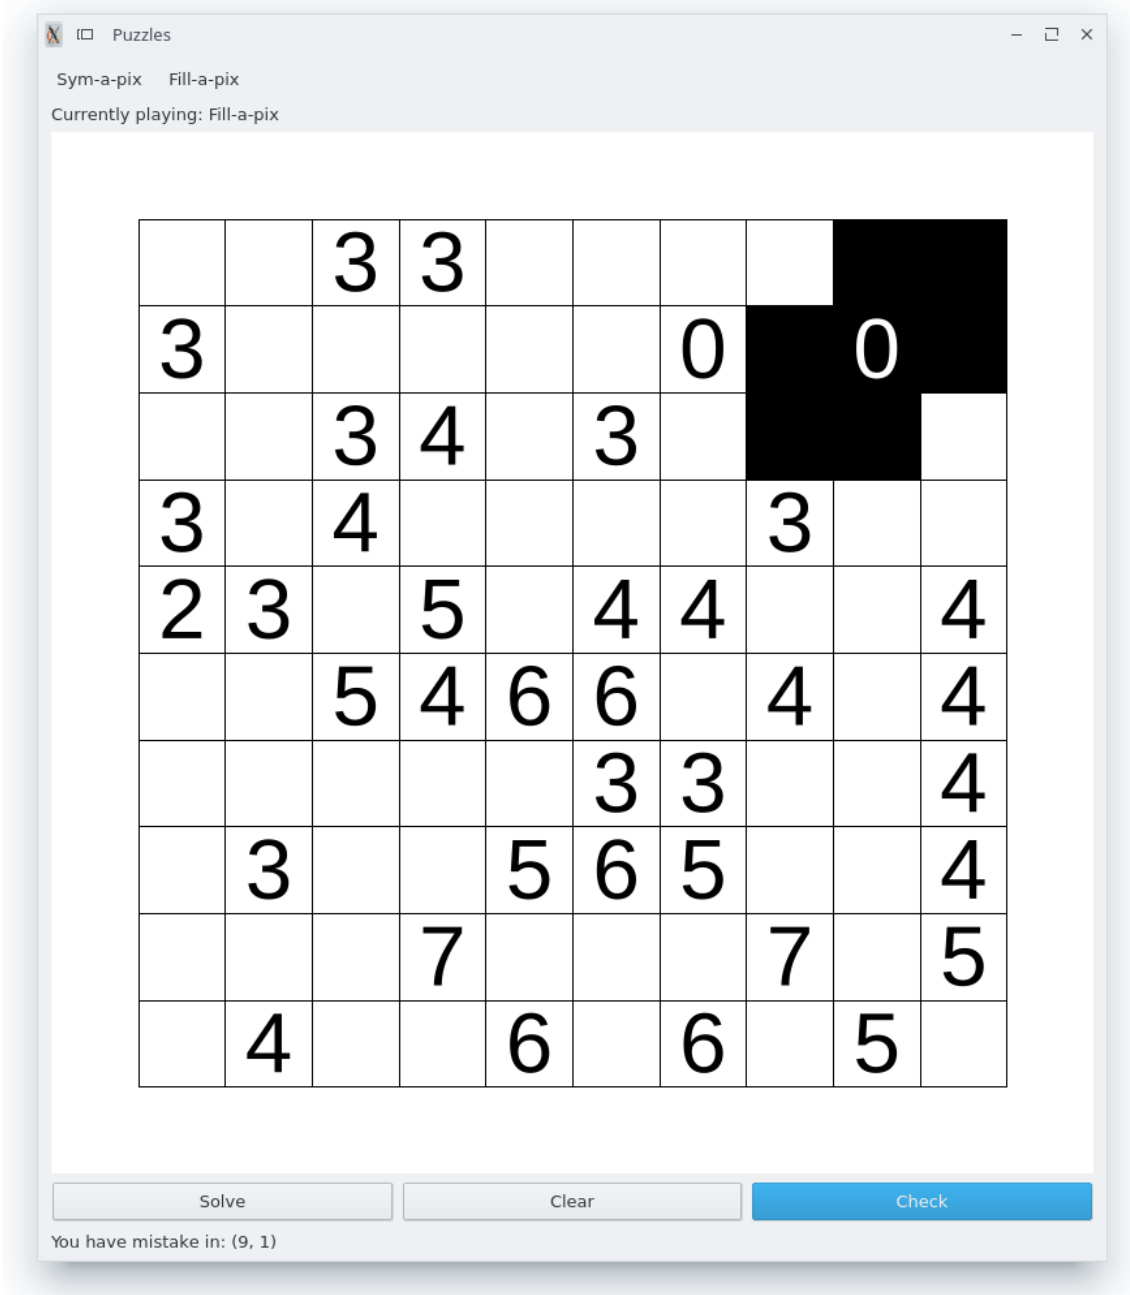 Puzzles
Sym-a-pix Fill-a-pix
Currently playing: Fill-a-pix
3 3
3 0 0
3 4 3
3 4 3
2 3 5 4 4 4
5 4 6 6 4 4
3 3 4
3 5 6 5 4
7 7 5
4 6 6 5
Solve Clear Check
You have mistake in: (9, 1)